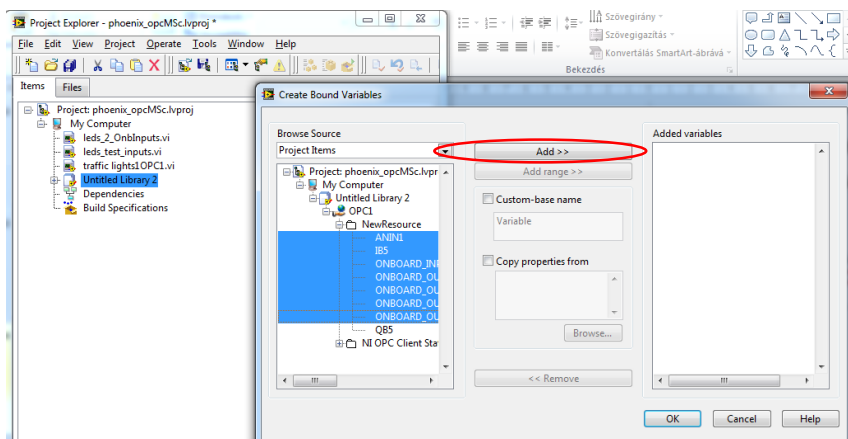 Project Explorer - phoenix_opcMSc.lvproj *
File Edit View Project Operate Tools Window Help
Items Files
Project: phoenix_opcMSc.lvproj
My Computer
leds_2_OnbInputs.vi
leds_test_inputs.vi
traffic lights1OPC1.vi
Untitled Library 2
Dependencies
Build Specifications
Szövegirány
Szövegigazítás
Konvertálás SmartArt-ábrává
Bekezdés
Create Bound Variables
Browse Source
Project Items
Project: phoenix_opcMSc.lvpr
My Computer
Untitled Library 2
OPC1
NewResource
ANIN1
IB5
ONBOARD_INP
ONBOARD_OU
ONBOARD_OU
ONBOARD_OU
ONBOARD_OU
QB5
NI OPC Client Sta
Add >>
Add range >>
Custom-base name
Variable
Copy properties from
Browse...
<< Remove
Added variables
OK Cancel Help